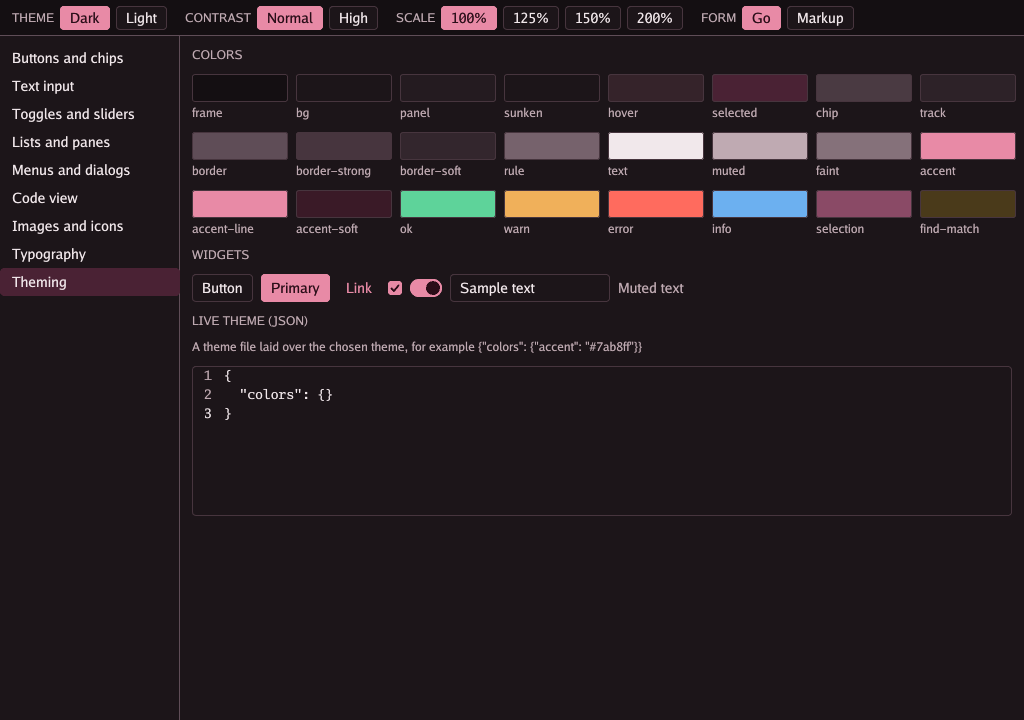 THEME Dark Light CONTRAST Normal High SCALE 100% 125% 150% 200% FORM Go Markup
Buttons and chips
Text input
Toggles and sliders
Lists and panes
Menus and dialogs
Code view
Images and icons
Typography
Theming
COLORS
frame bg panel sunken hover selected chip track
border border-strong border-soft rule text muted faint accent
accent-line accent-soft ok warn error info selection find-match
WIDGETS
Button Primary Link Sample text Muted text
LIVE THEME (JSON)
A theme file laid over the chosen theme, for example {"colors": {"accent": "#7ab8ff"}}
1 {
2 "colors": {}
3 }